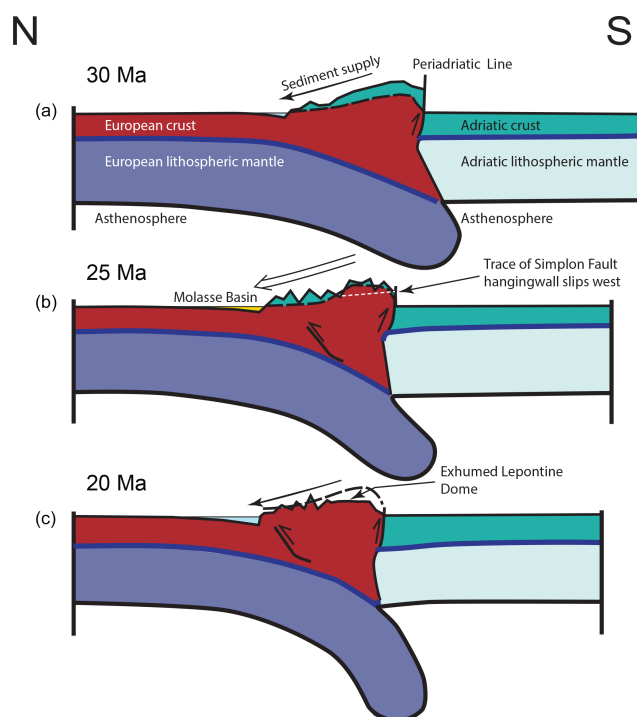 N
S
30 Ma
Sediment supply
Periadriatic Line
(a)
European crust
Adriatic crust
European lithospheric mantle
Adriatic lithospheric mantle
Asthenosphere
Asthenosphere
25 Ma
Trace of Simplon Fault
hangingwall slips west
(b)
Molasse Basin
20 Ma
Exhumed Lepontine
Dome
(c)